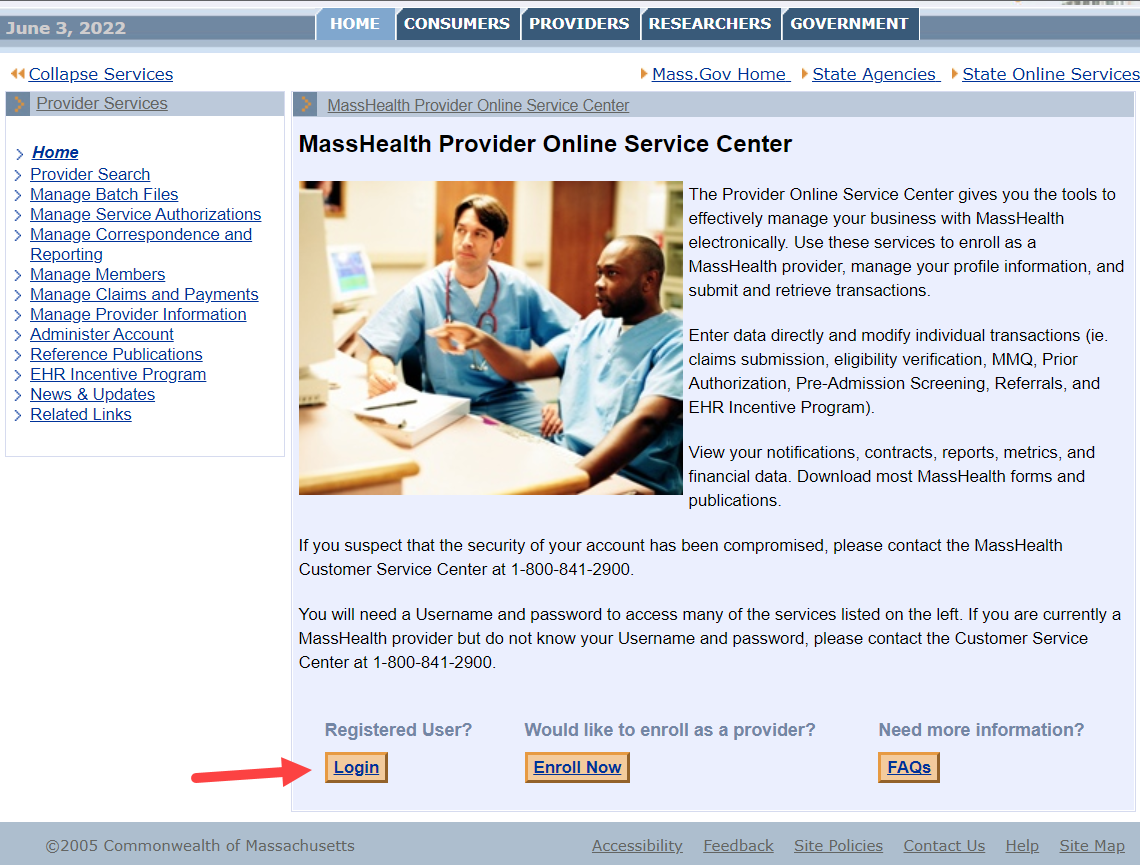 June 3, 2022
HOME CONSUMERS PROVIDERS RESEARCHERS GOVERNMENT
Collapse Services
Mass.Gov Home State Agencies State Online Services
Provider Services
Home
Provider Search
Manage Batch Files
Manage Service Authorizations
Manage Correspondence and
Reporting
Manage Members
Manage Claims and Payments
Manage Provider Information
Administer Account
Reference Publications
EHR Incentive Program
News & Updates
Related Links
MassHealth Provider Online Service Center
MassHealth Provider Online Service Center
The Provider Online Service Center gives you the tools to
effectively manage your business with MassHealth
electronically. Use these services to enroll as a
MassHealth provider, manage your profile information, and
submit and retrieve transactions.
Enter data directly and modify individual transactions (ie.
claims submission, eligibility verification, MMQ, Prior
Authorization, Pre-Admission Screening, Referrals, and
EHR Incentive Program).
View your notifications, contracts, reports, metrics, and
financial data. Download most MassHealth forms and
publications.
If you suspect that the security of your account has been compromised, please contact the MassHealth
Customer Service Center at 1-800-841-2900.
You will need a Username and password to access many of the services listed on the left. If you are currently a
MassHealth provider but do not know your Username and password, please contact the Customer Service
Center at 1-800-841-2900.
Registered User? Would like to enroll as a provider? Need more information?
Login Enroll Now FAQs
©2005 Commonwealth of Massachusetts
Accessibility Feedback Site Policies Contact Us Help Site Map